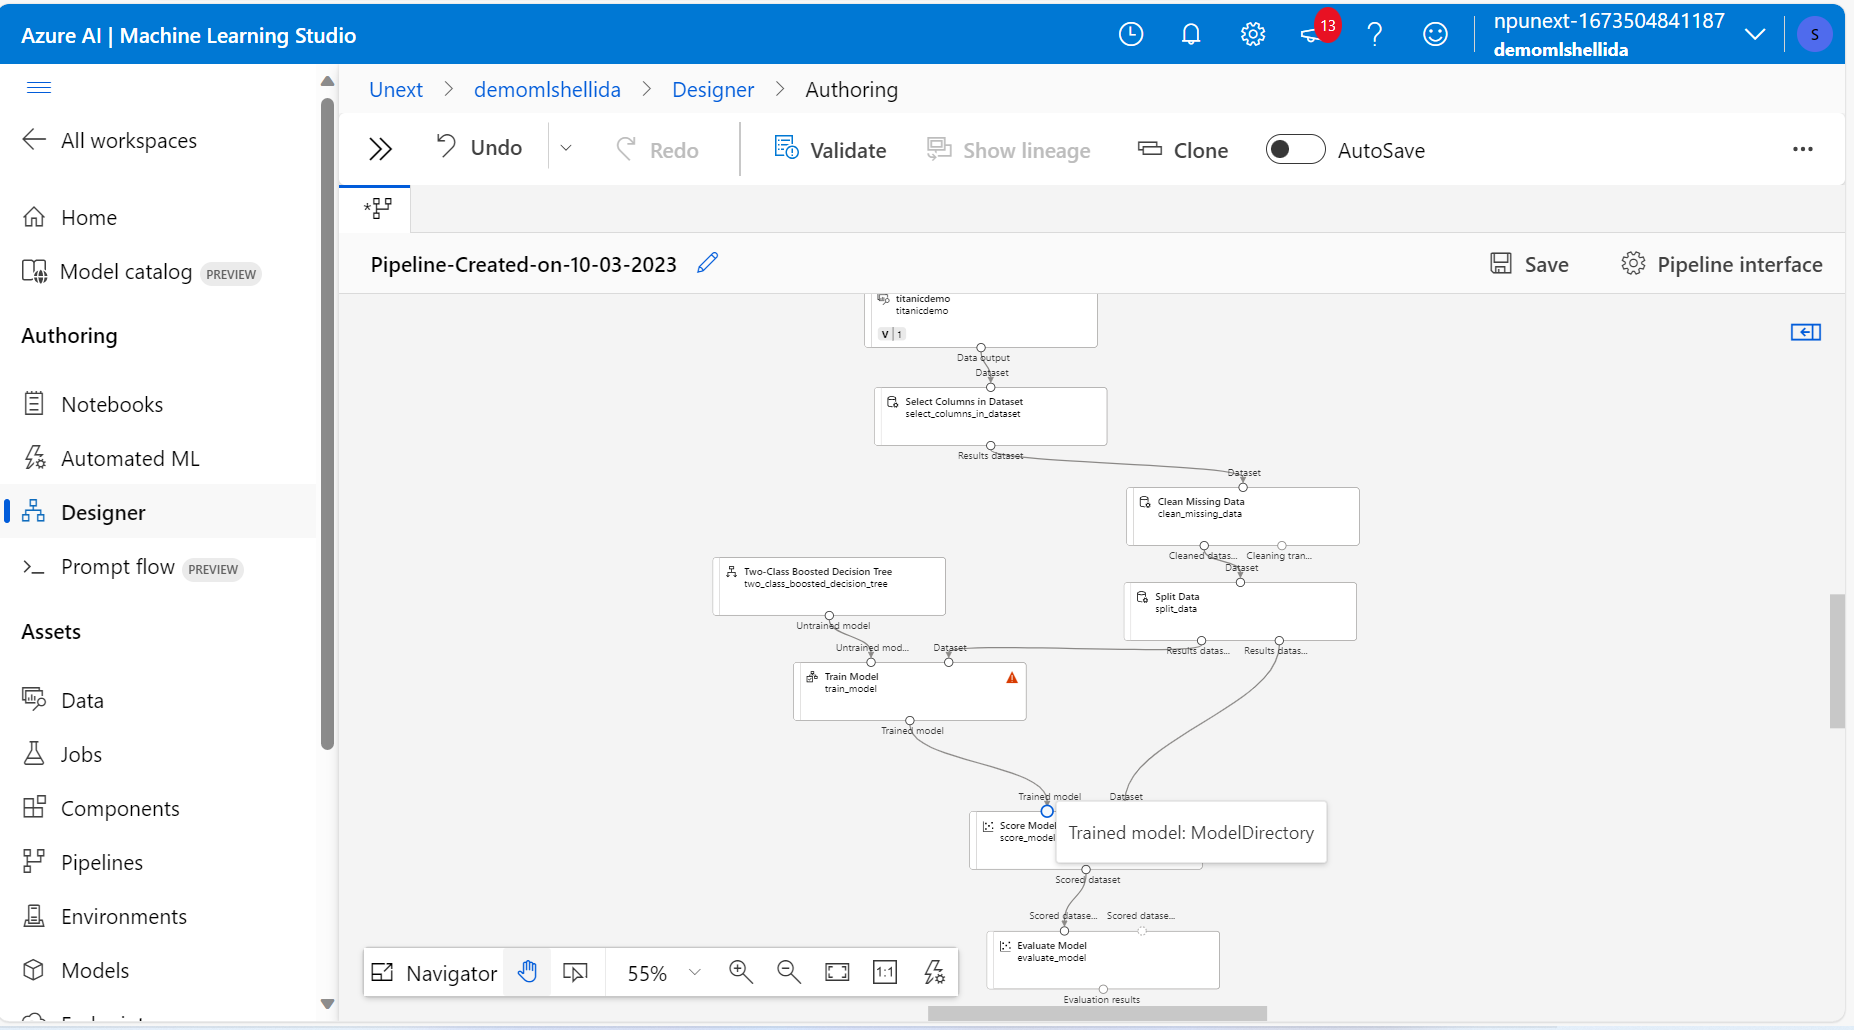 Azure AI | Machine Learning Studio
13
npunext-1673504841187
demomlshellida
S
All workspaces
Home
Model catalog PREVIEW
Authoring
Notebooks
Automated ML
Designer
Prompt flow PREVIEW
Assets
Data
Jobs
Components
Pipelines
Environments
Models
Unext > demomlshellida > Designer > Authoring
Undo
Redo
Validate
Show lineage
Clone
AutoSave
Pipeline-Created-on-10-03-2023
Save
Pipeline interface
titanicdemo
titanicdemo
V | 1
Data output
Dataset
Select Columns in Dataset
select_columns_in_dataset
Results dataset
Dataset
Clean Missing Data
clean_missing_data
Cleaned datas... Cleaning tran...
Dataset
Two-Class Boosted Decision Tree
two_class_boosted_decision_tree
Untrained model
Split Data
split_data
Results datas... Results datas...
Untrained mod... Dataset
Train Model
train_model
Trained model
Trained model Dataset
Score Model
score_model
Trained model: ModelDirectory
Scored dataset
Scored datase... Scored datase...
Evaluate Model
evaluate_model
Evaluation results
Navigator
55%
1:1